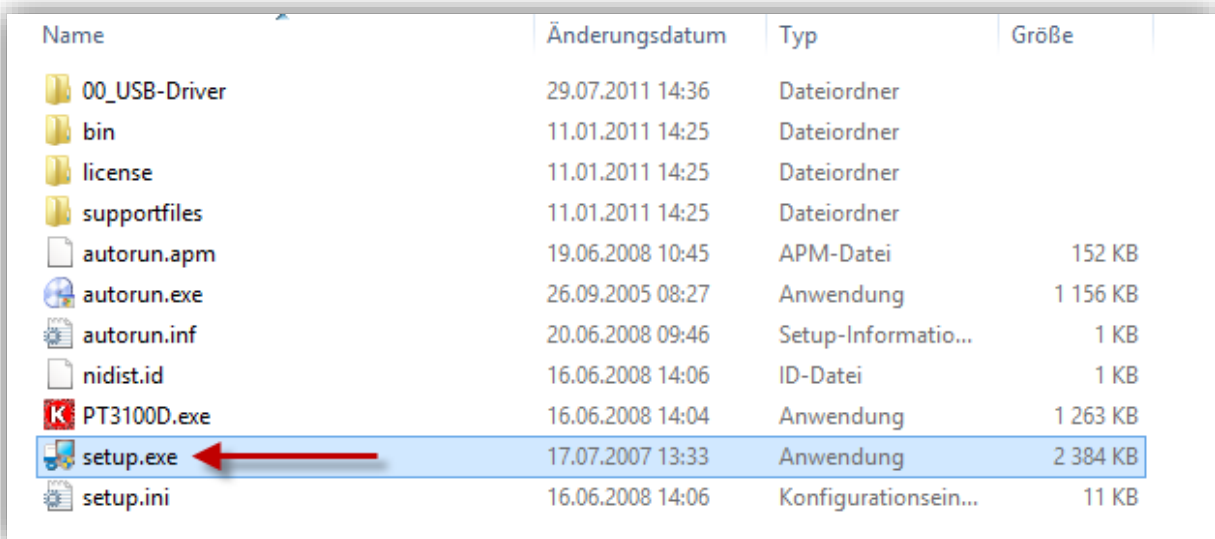 Name Änderungsdatum Typ Größe
00_USB-Driver 29.07.2011 14:36 Dateiordner
bin 11.01.2011 14:25 Dateiordner
license 11.01.2011 14:25 Dateiordner
supportfiles 11.01.2011 14:25 Dateiordner
autorun.apm 19.06.2008 10:45 APM-Datei 152 KB
autorun.exe 26.09.2005 08:27 Anwendung 1 156 KB
autorun.inf 20.06.2008 09:46 Setup-Informatio... 1 KB
nidist.id 16.06.2008 14:06 ID-Datei 1 KB
K PT3100D.exe 16.06.2008 14:04 Anwendung 1 263 KB
setup.exe 17.07.2007 13:33 Anwendung 2 384 KB
setup.ini 16.06.2008 14:06 Konfigurationsein... 11 KB